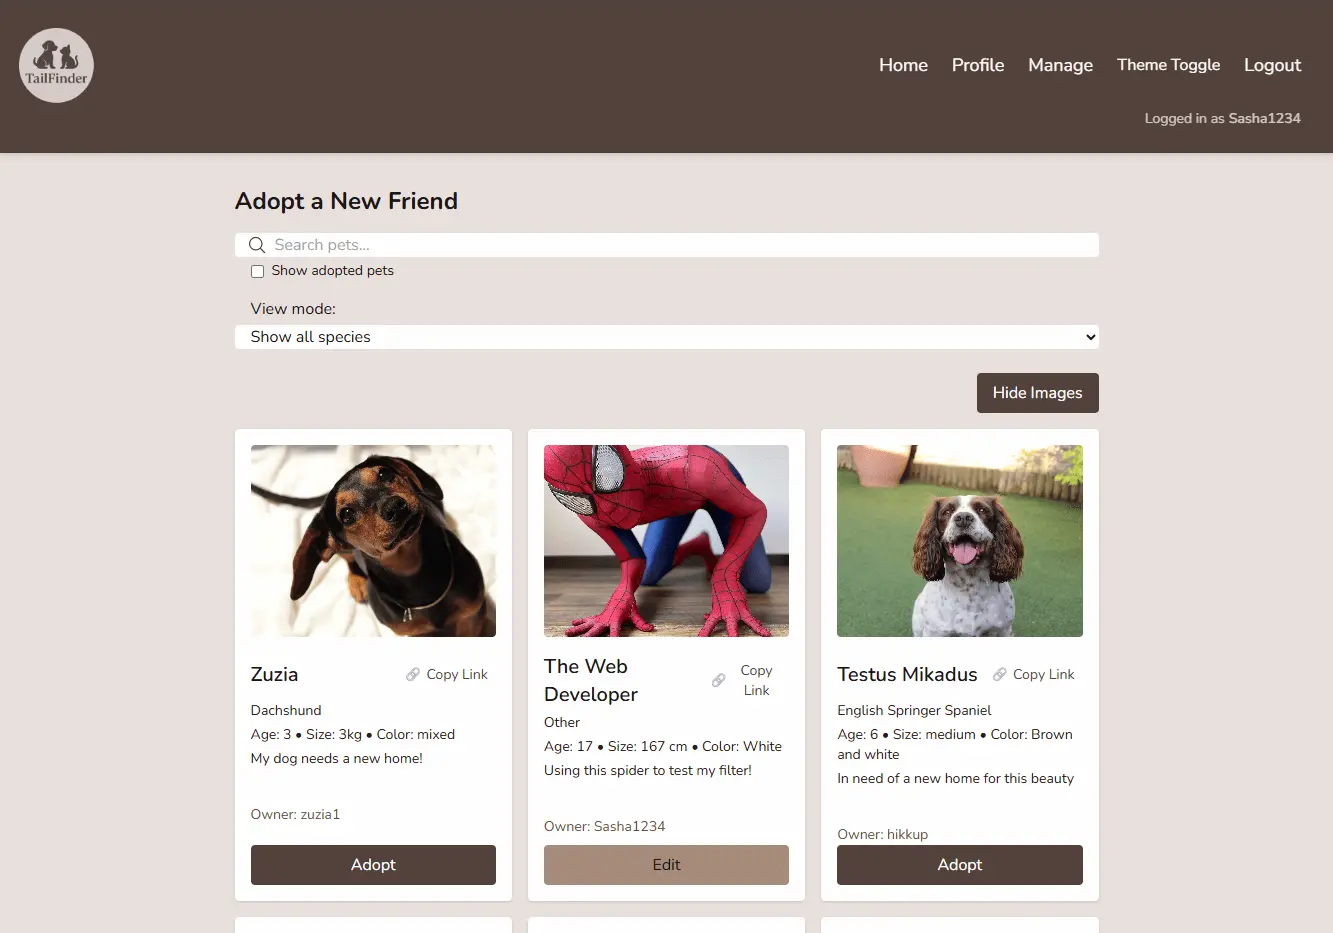 TailFinder
Home
Profile
Manage
Theme Toggle
Logout
Logged in as Sasha1234
Adopt a New Friend
Search pets...
Show adopted pets
View mode:
Show all species
Hide Images
Zuzia
Copy Link
Dachshund
Age: 3 • Size: 3kg • Color: mixed
My dog needs a new home!
Owner: zuzia1
Adopt
The Web
Developer
Copy
Link
Other
Age: 17 • Size: 167 cm • Color: White
Using this spider to test my filter!
Owner: Sasha1234
Edit
Testus Mikadus
Copy Link
English Springer Spaniel
Age: 6 • Size: medium • Color: Brown
and white
In need of a new home for this beauty
Owner: hikkup
Adopt